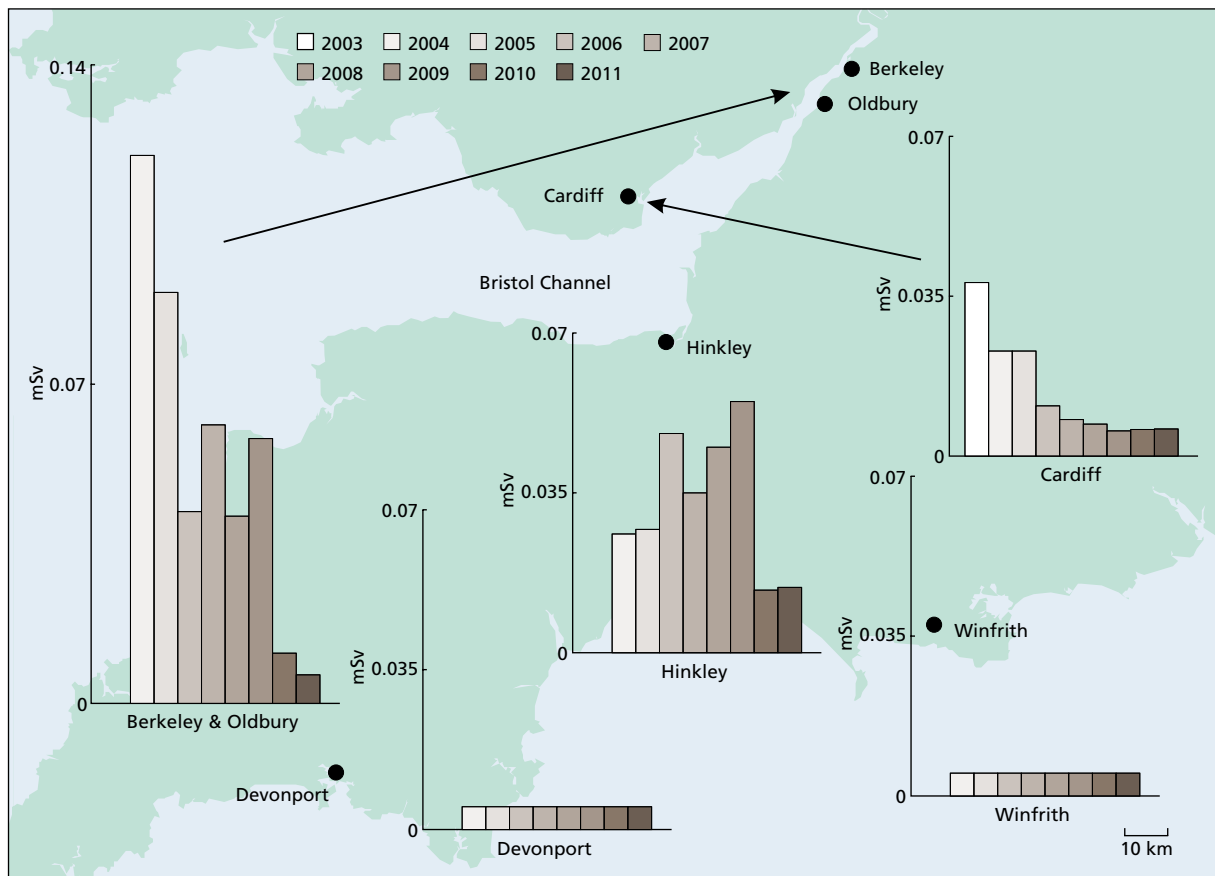 2003 2004 2005 2006 2007
2008 2009 2010 2011
0.14
0.07
0
mSv
Berkeley & Oldbury
Berkeley
Oldbury
Cardiff
Bristol Channel
Hinkley
0.07
0.035
0
mSv
Cardiff
0.07
0.035
0
mSv
Hinkley
0.07
0.035
0
mSv
Devonport
Devonport
0.07
0.035
0
mSv
Winfrith
Winfrith
10 km